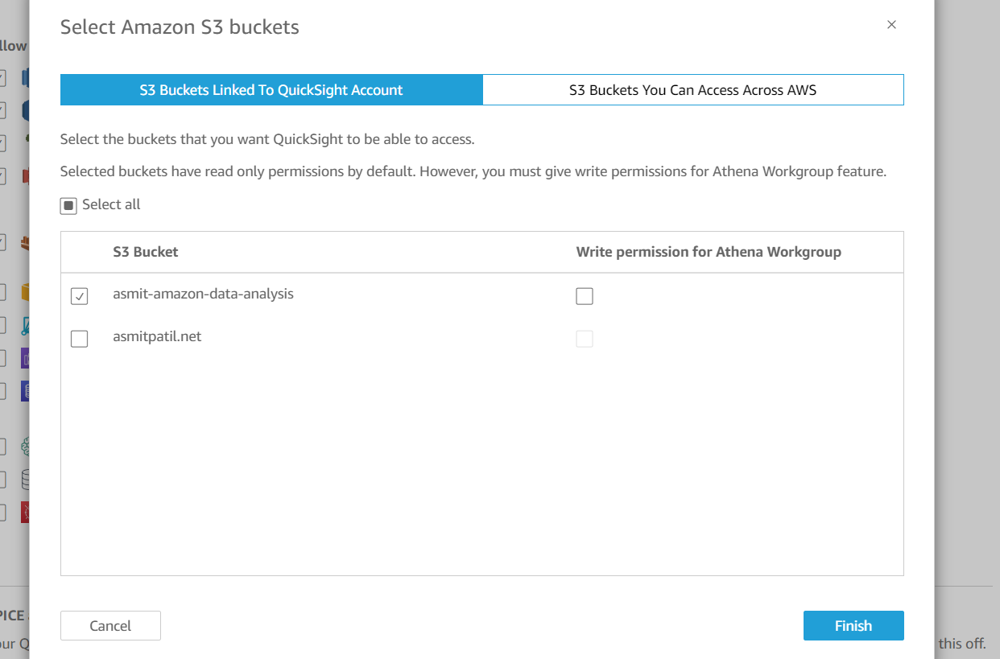 Select Amazon S3 buckets
S3 Buckets Linked To QuickSight Account
S3 Buckets You Can Access Across AWS
Select the buckets that you want QuickSight to be able to access.
Selected buckets have read only permissions by default. However, you must give write permissions for Athena Workgroup feature.
Select all
S3 Bucket Write permission for Athena Workgroup
asmit-amazon-data-analysis
asmitpatil.net
Cancel
Finish
this off.